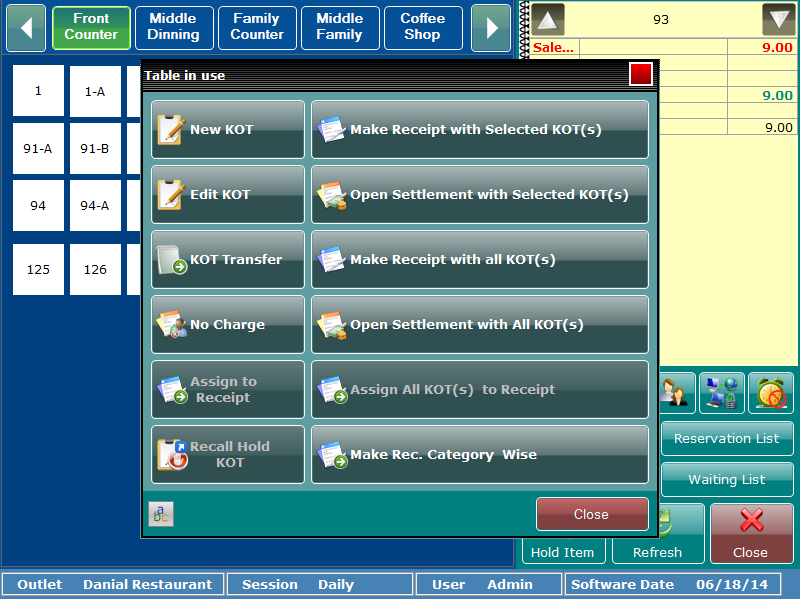 Front Counter
Middle Dinning
Family Counter
Middle Family
Coffee Shop
93
Sale... 9.00
9.00
9.00
1
1-A
91-A
91-B
94
94-A
125
126
Table in use
New KOT
Make Receipt with Selected KOT(s)
Edit KOT
Open Settlement with Selected KOT(s)
KOT Transfer
Make Receipt with all KOT(s)
No Charge
Open Settlement with All KOT(s)
Assign to
Receipt
Assign All KOT(s) to Receipt
Recall Hold
KOT
Make Rec. Category Wise
a
bc
Close
Reservation List
Waiting List
Hold Item
Refresh
Close
Outlet Danial Restaurant Session Daily User Admin Software Date 06/18/14